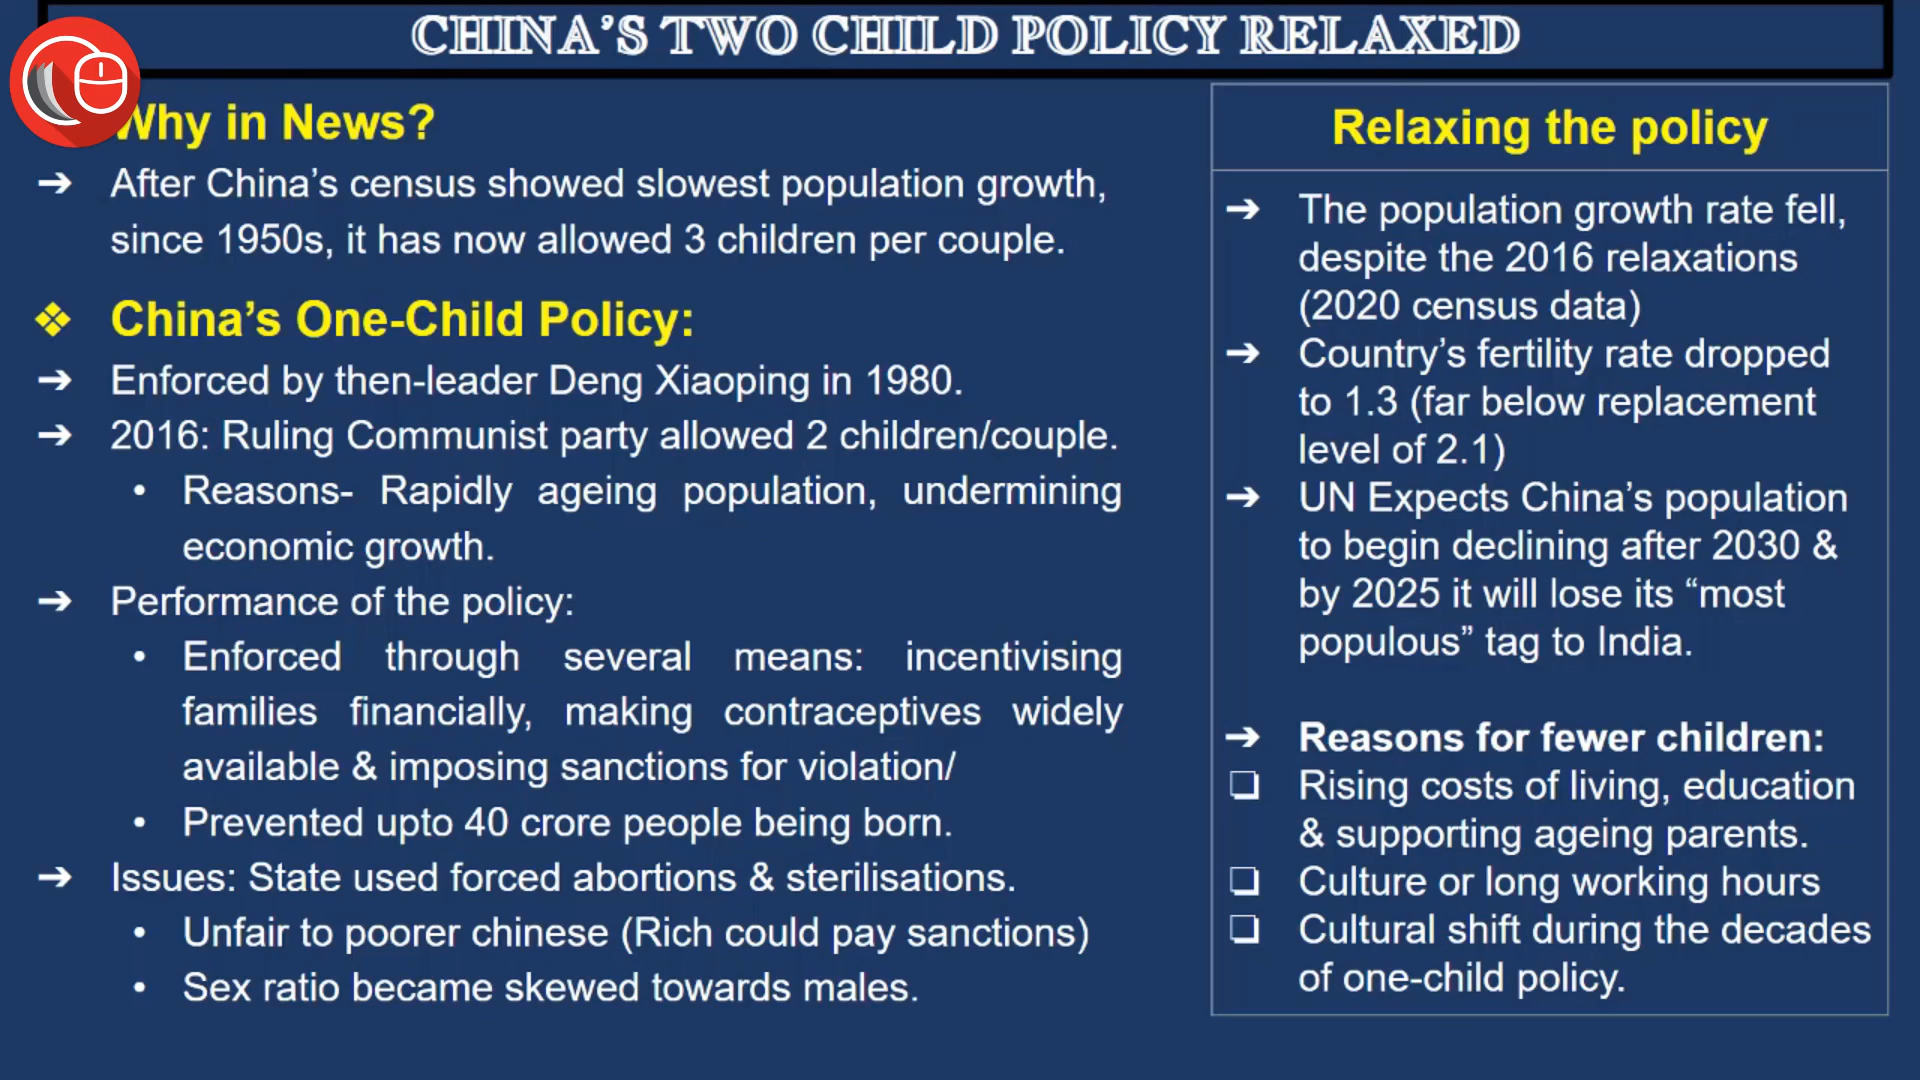 CHINA'S TWO CHILD POLICY RELAXED
Why in News?
➔ After China's census showed slowest population growth,
since 1950s, it has now allowed 3 children per couple.
❖ China's One-Child Policy:
➔ Enforced by then-leader Deng Xiaoping in 1980.
➔ 2016: Ruling Communist party allowed 2 children/couple.
• Reasons- Rapidly ageing population, undermining
economic growth.
➔ Performance of the policy:
• Enforced through several means: incentivising
families financially, making contraceptives widely
available & imposing sanctions for violation/
• Prevented upto 40 crore people being born.
➔ Issues: State used forced abortions & sterilisations.
• Unfair to poorer chinese (Rich could pay sanctions)
• Sex ratio became skewed towards males.
Relaxing the policy
➔ The population growth rate fell,
despite the 2016 relaxations
(2020 census data)
➔ Country's fertility rate dropped
to 1.3 (far below replacement
level of 2.1)
➔ UN Expects China's population
to begin declining after 2030 &
by 2025 it will lose its “most
populous” tag to India.
➔ Reasons for fewer children:
❏ Rising costs of living, education
& supporting ageing parents.
❏ Culture or long working hours
❏ Cultural shift during the decades
of one-child policy.